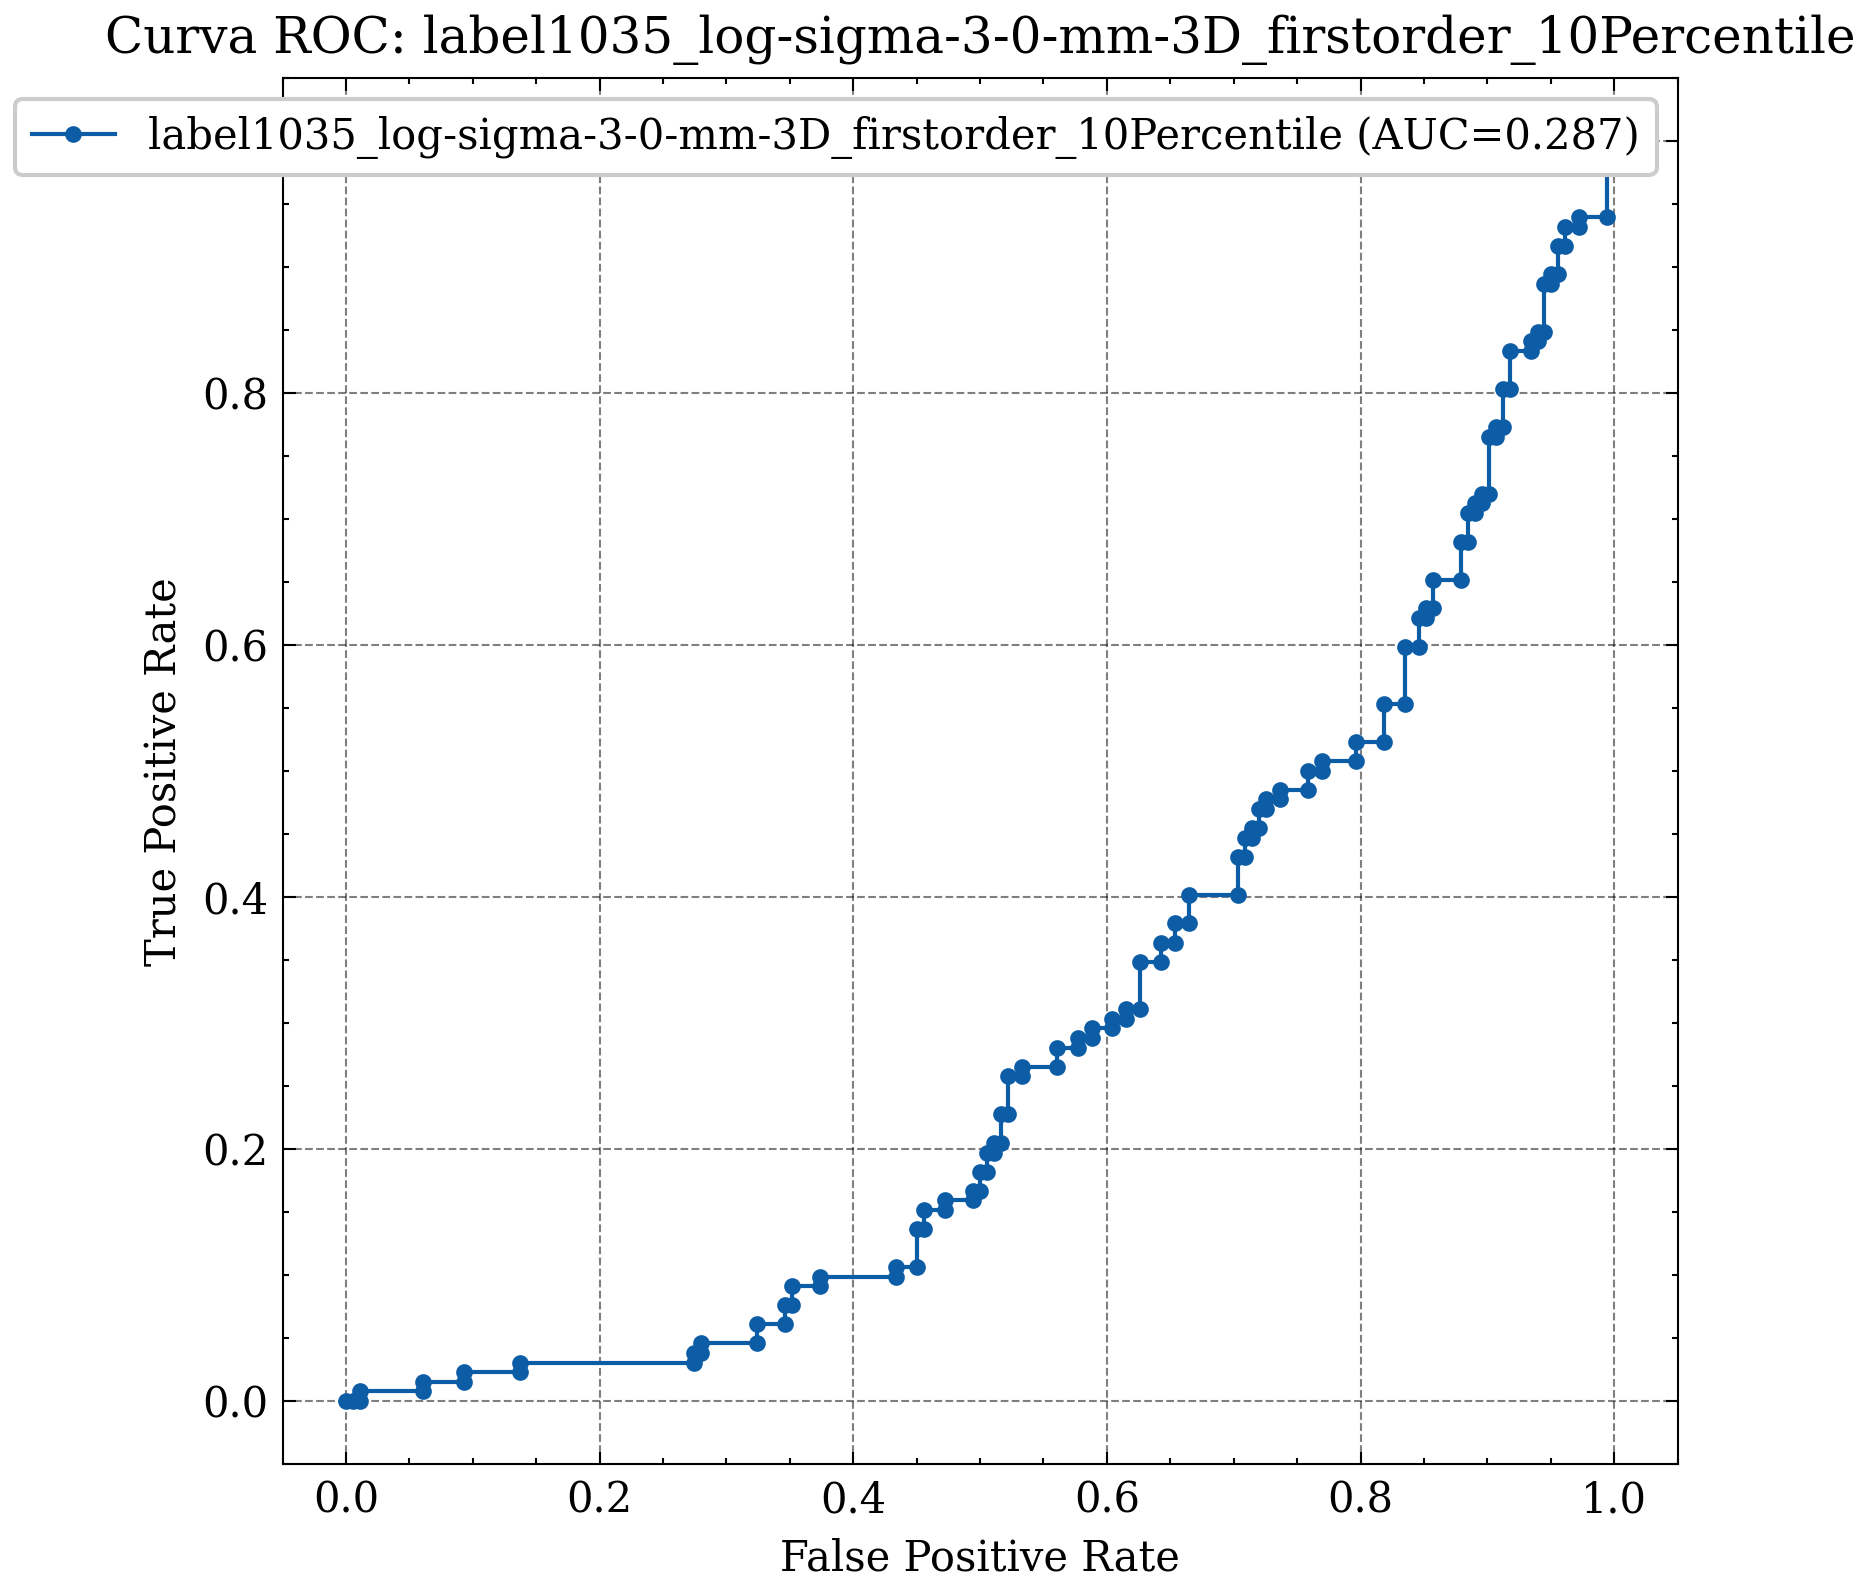 Curva ROC: label1035_log-sigma-3-0-mm-3D_firstorder_10Percentile
label1035_log-sigma-3-0-mm-3D_firstorder_10Percentile (AUC=0.287)
0.8
0.6
0.4
0.2
0.0
True Positive Rate
0.0 0.2 0.4 0.6 0.8 1.0
False Positive Rate